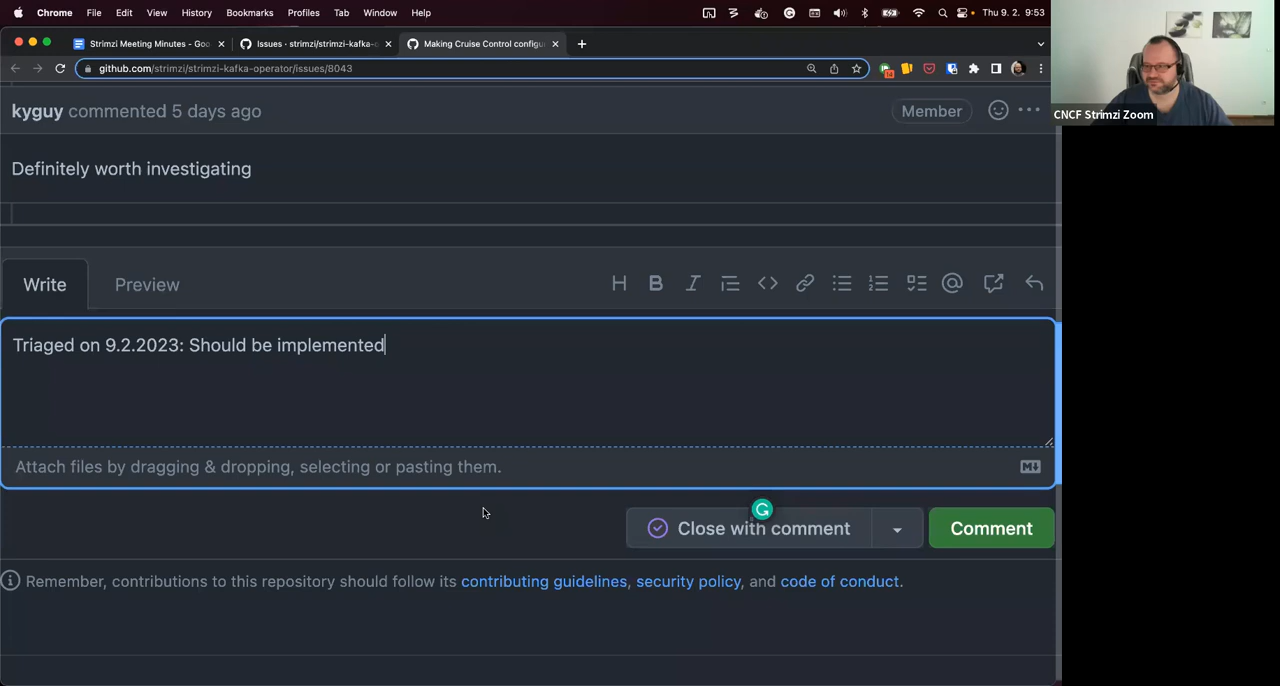 Chrome File Edit View History Bookmarks Profiles Tab Window Help Thu 9. 2. 9:53
Strimzi Meeting Minutes - Goo
Issues · strimzi/strimzi-kafka-o
Making Cruise Control configu
github.com/strimzi/strimzi-kafka-operator/issues/8043
14
CNCF Strimzi Zoom
kyguy commented 5 days ago Member
Definitely worth investigating
Write Preview
Triaged on 9.2.2023: Should be implemented
Attach files by dragging & dropping, selecting or pasting them.
Close with comment Comment
Remember, contributions to this repository should follow its contributing guidelines, security policy, and code of conduct.